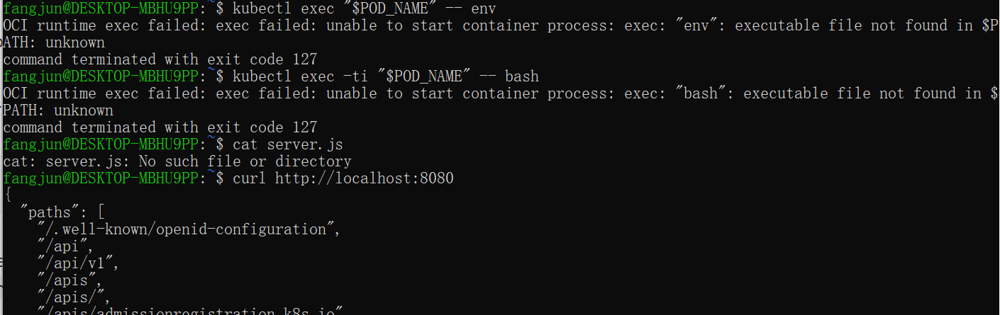 fangjun@DESKTOP-MBHU9PP:~$ kubectl exec "$POD_NAME" -- env
OCI runtime exec failed: exec failed: unable to start container process: exec: "env": executable file not found in $P
ATH: unknown
command terminated with exit code 127
fangjun@DESKTOP-MBHU9PP:~$ kubectl exec -ti "$POD_NAME" -- bash
OCI runtime exec failed: exec failed: unable to start container process: exec: "bash": executable file not found in $
PATH: unknown
command terminated with exit code 127
fangjun@DESKTOP-MBHU9PP:~$ cat server.js
cat: server.js: No such file or directory
fangjun@DESKTOP-MBHU9PP:~$ curl http://localhost:8080
{
  "paths": [
    "/.well-known/openid-configuration",
    "/api",
    "/api/v1",
    "/apis",
    "/apis/",
    "/apis/admissionregistration.k8s.io"